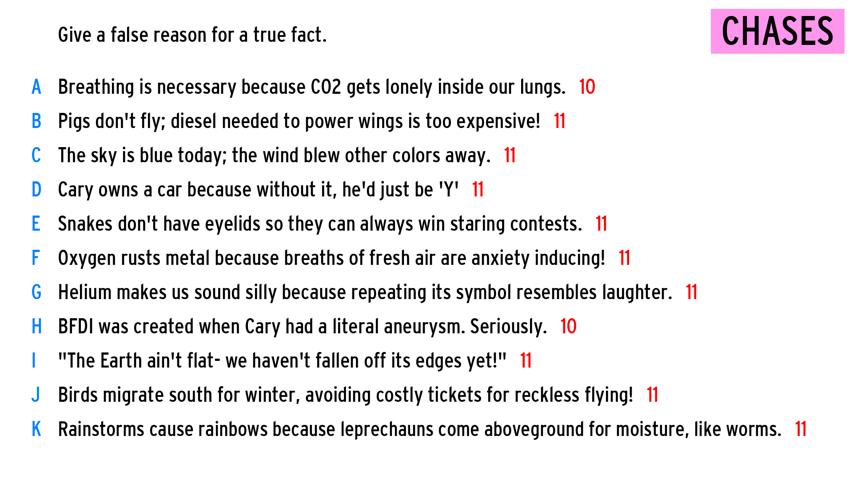 Give a false reason for a true fact.
CHASES
A Breathing is necessary because CO2 gets lonely inside our lungs. 10
B Pigs don't fly; diesel needed to power wings is too expensive! 11
C The sky is blue today; the wind blew other colors away. 11
D Cary owns a car because without it, he'd just be 'Y' 11
E Snakes don't have eyelids so they can always win staring contests. 11
F Oxygen rusts metal because breaths of fresh air are anxiety inducing! 11
G Helium makes us sound silly because repeating its symbol resembles laughter. 11
H BFDI was created when Cary had a literal aneurysm. Seriously. 10
I "The Earth ain't flat- we haven't fallen off its edges yet!" 11
J Birds migrate south for winter, avoiding costly tickets for reckless flying! 11
K Rainstorms cause rainbows because leprechauns come aboveground for moisture, like worms. 11